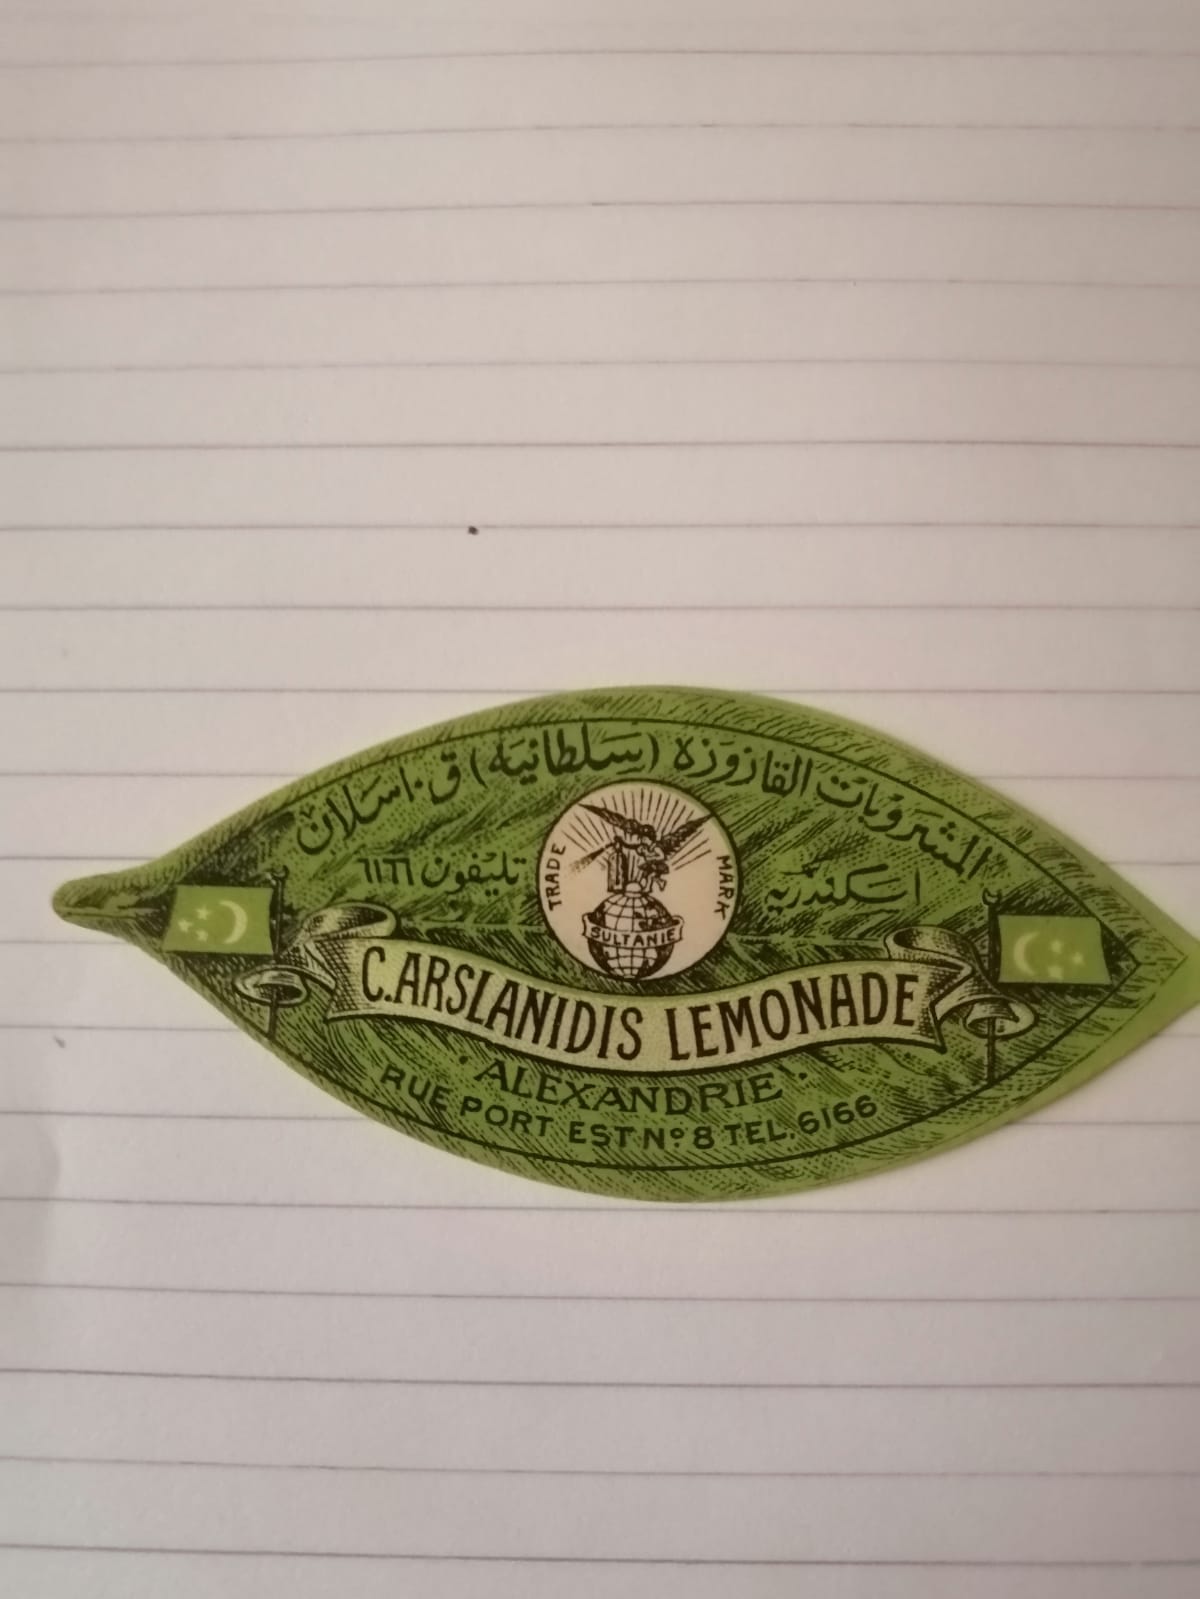 المشروبات القازوزة (سلطانية) ق. اسلان
اسكندريه
تليفون ٦١٦٦
TRADE MARK
SULTANIE
C. ARSLANIDIS LEMONADE
ALEXANDRIE
RUE PORT EST Nº 8 TEL. 6166